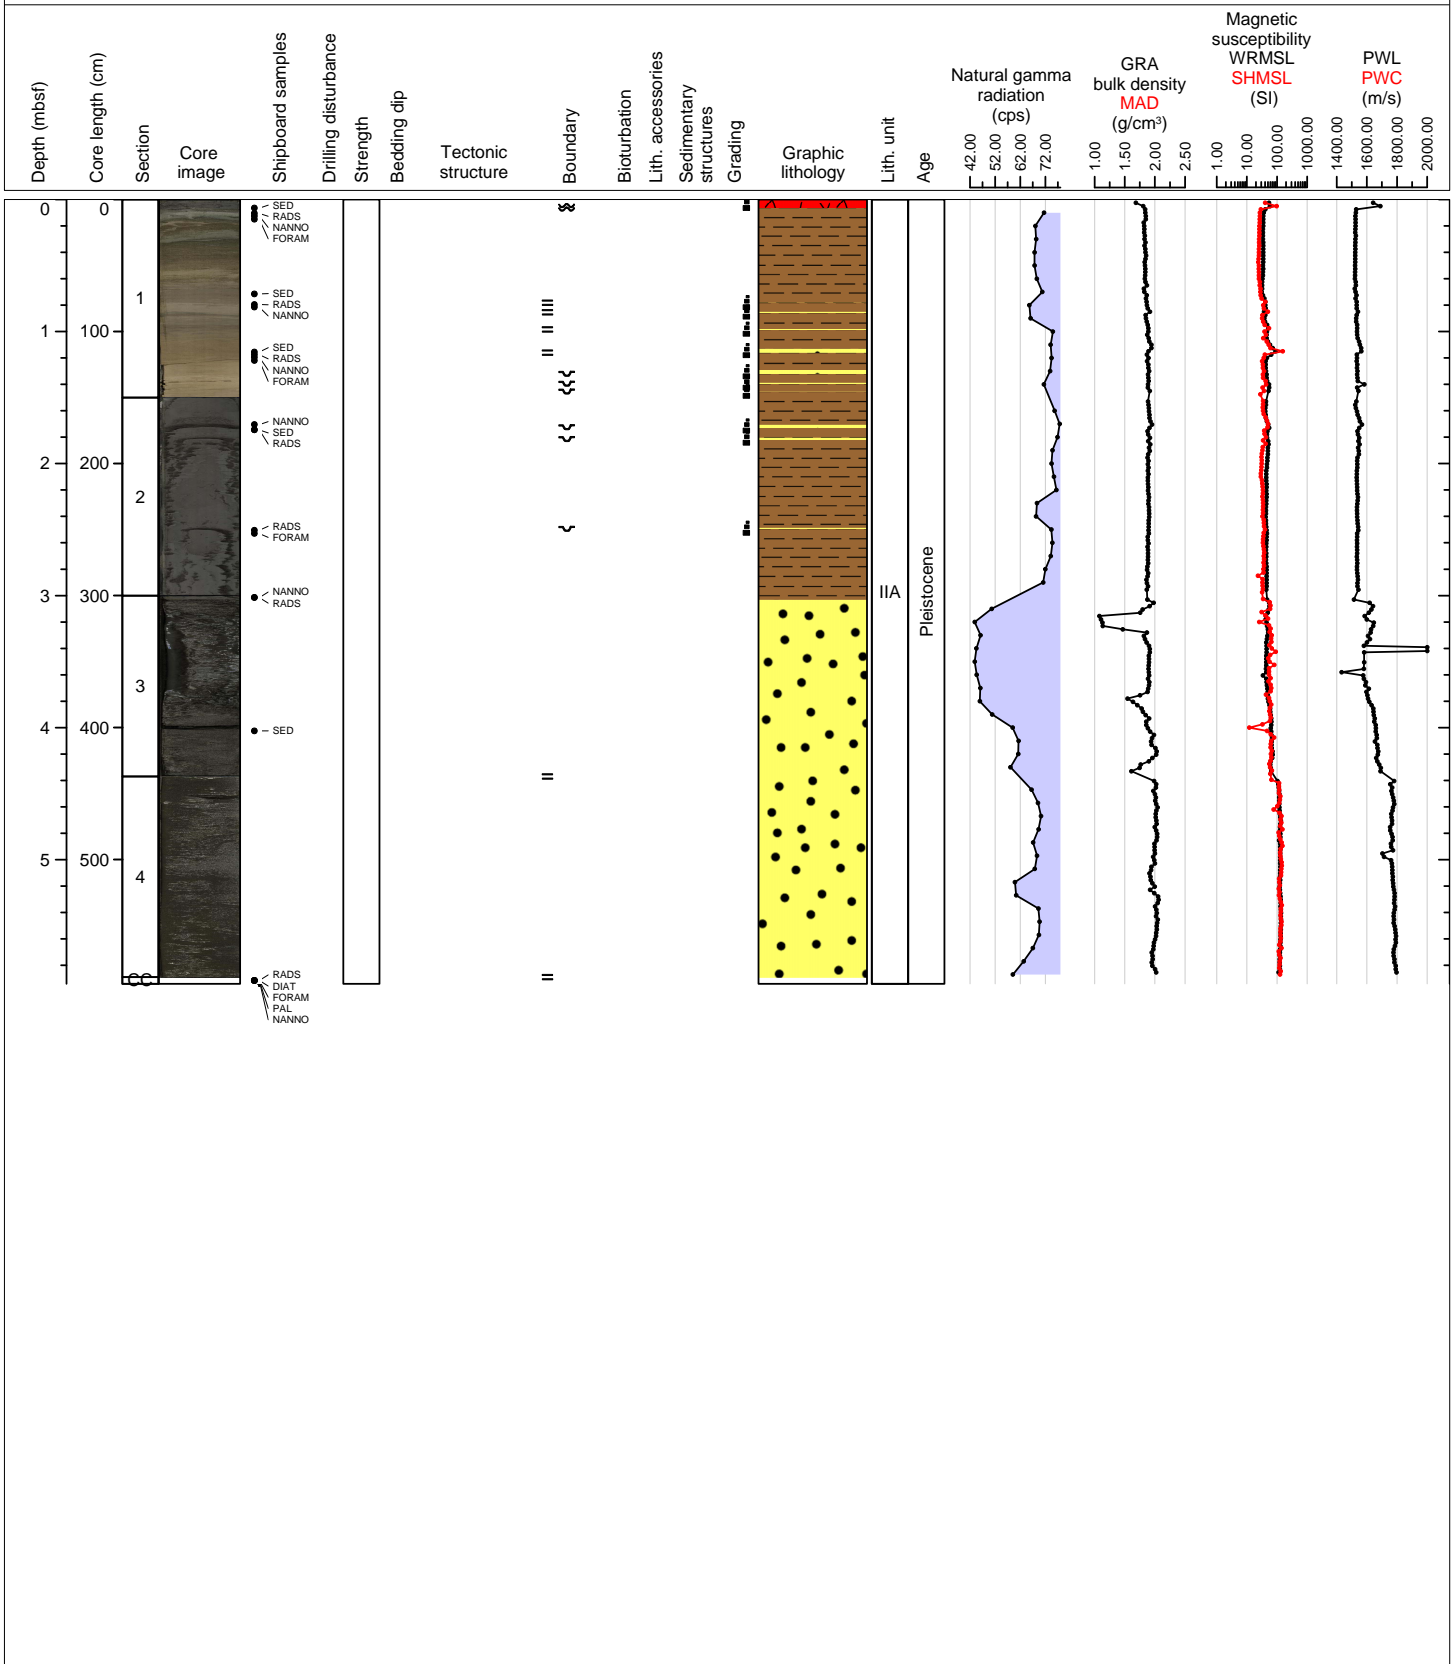 Depth (mbsf)
Core length (cm)
Section
Core
image
Shipboard samples
Drilling disturbance
Strength
Bedding dip
Tectonic
structure
Boundary
Bioturbation
Lith. accessories
Sedimentary
structures
Grading
Graphic
lithology
Lith. unit
Age
Natural gamma
radiation
(cps)
42.00
52.00
62.00
72.00
GRA
bulk density
MAD
(g/cm³)
1.00
1.50
2.00
2.50
Magnetic
susceptibility
WRMSL
SHMSL
(SI)
1.00
10.00
100.00
1000.00
PWL
PWC
(m/s)
1400.00
1600.00
1800.00
2000.00
0
1
2
3
4
5
0
100
200
300
400
500
1
2
3
4
CC
SED
RADS
NANNO
FORAM
SED
RADS
NANNO
SED
RADS
NANNO
FORAM
NANNO
SED
RADS
RADS
FORAM
NANNO
RADS
SED
RADS
DIAT
FORAM
PAL
NANNO
IIA
Pleistocene